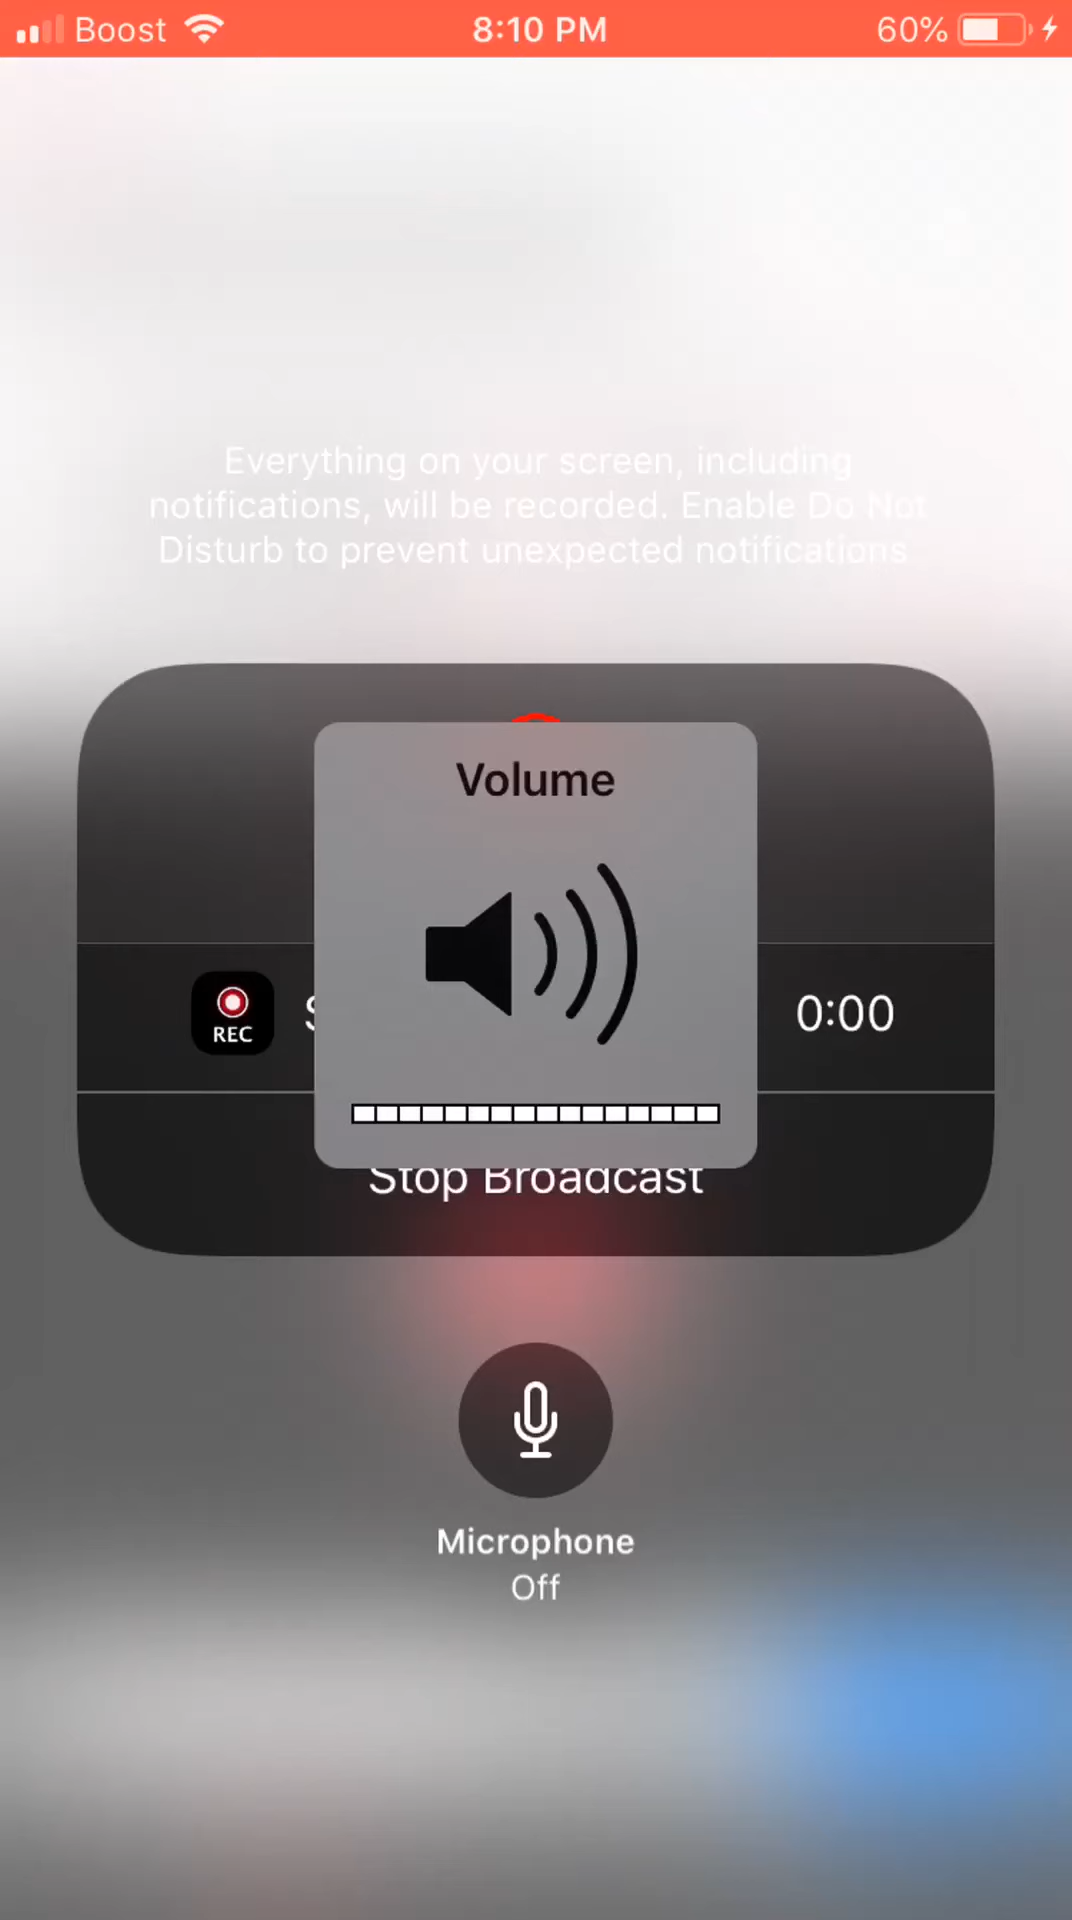 Boost 8:10 PM 60%
Everything on your screen, including
notifications, will be recorded. Enable Do Not
Disturb to prevent unexpected notifications
Volume
REC S 0:00
Stop Broadcast
Microphone
Off